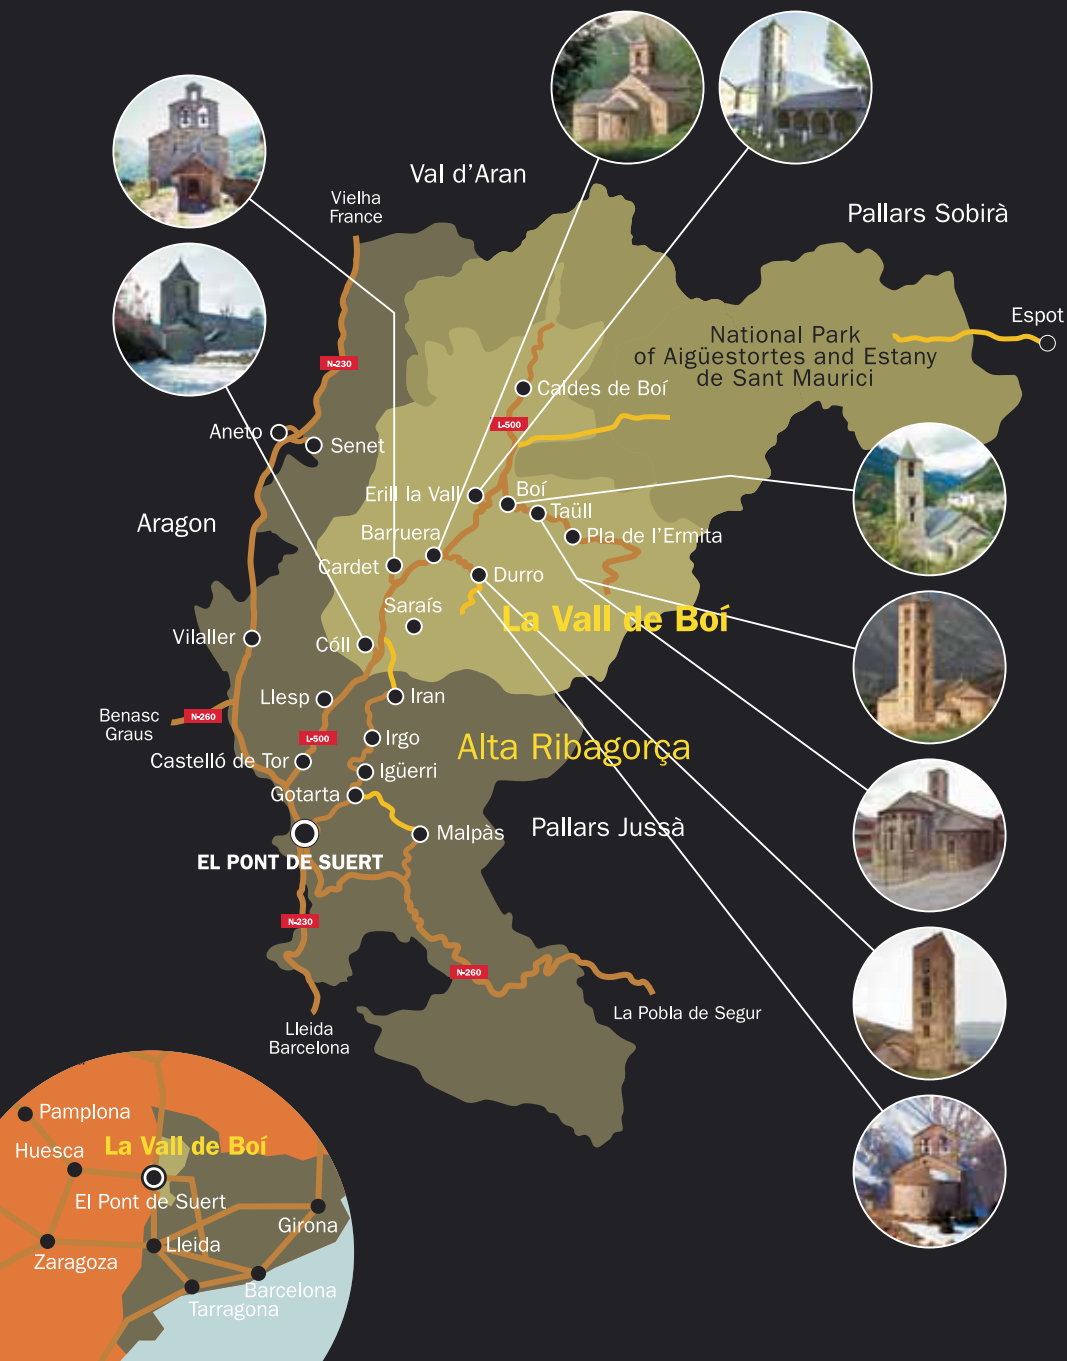 Val d’Aran
Vielha
France
Pallars Sobirà
Espot
National Park
of Aigüestortes and Estany
de Sant Maurici
N-230
Caldes de Boí
L-500
Aneto
Senet
Erill la Vall
Boí
Taüll
Aragon
Barruera
Pla de l’Ermita
Cardet
Durro
Saraís
La Vall de Boí
Vilaller
Cóll
Llesp
Iran
Benasc
Graus
N-260
L-500
Irgo
Alta Ribagorça
Castelló de Tor
Igüerri
Gotarta
Malpàs
Pallars Jussà
EL PONT DE SUERT
N-230
N-260
La Pobla de Segur
Lleida
Barcelona
Pamplona
Huesca
La Vall de Boí
El Pont de Suert
Girona
Lleida
Zaragoza
Barcelona
Tarragona